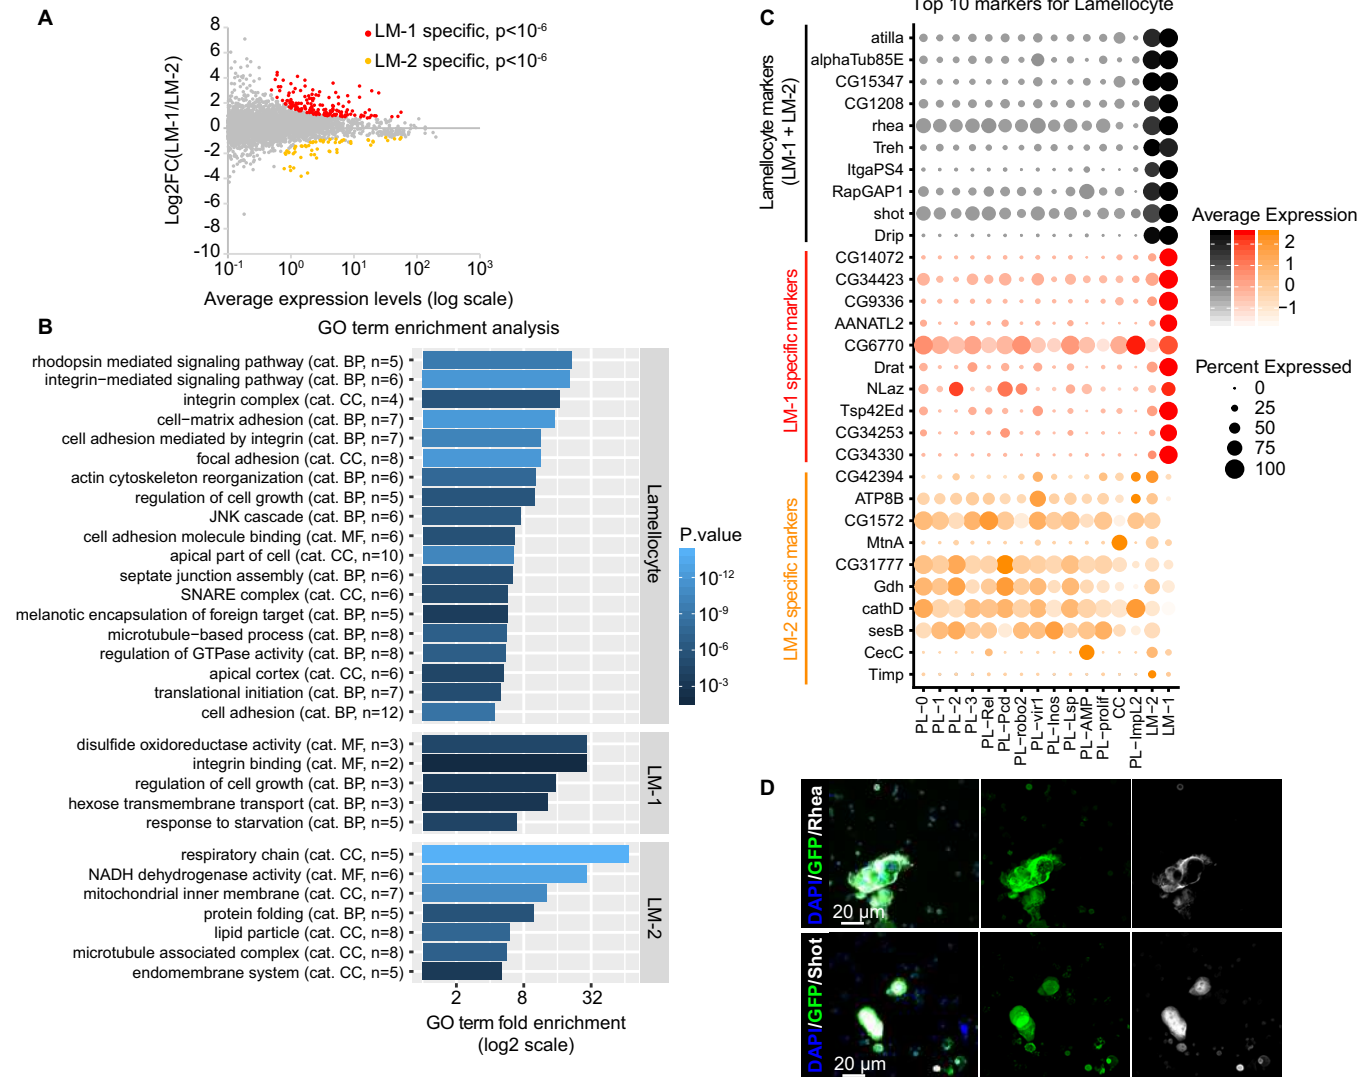 A
8
6
4
2
0
-2
-4
-6
-8
-10
Log2FC(LM-1/LM-2)
LM-1 specific, p<10-6
LM-2 specific, p<10-6
10-1
100
101
102
103
Average expression levels (log scale)
B
GO term enrichment analysis
rhodopsin mediated signaling pathway (cat. BP, n=5)
integrin−mediated signaling pathway (cat. BP, n=6)
integrin complex (cat. CC, n=4)
cell−matrix adhesion (cat. BP, n=7)
cell adhesion mediated by integrin (cat. BP, n=7)
focal adhesion (cat. CC, n=8)
actin cytoskeleton reorganization (cat. BP, n=6)
regulation of cell growth (cat. BP, n=5)
JNK cascade (cat. BP, n=6)
cell adhesion molecule binding (cat. MF, n=6)
apical part of cell (cat. CC, n=10)
septate junction assembly (cat. BP, n=6)
SNARE complex (cat. CC, n=6)
melanotic encapsulation of foreign target (cat. BP, n=5)
microtubule−based process (cat. BP, n=8)
regulation of GTPase activity (cat. BP, n=8)
apical cortex (cat. CC, n=6)
translational initiation (cat. BP, n=7)
cell adhesion (cat. BP, n=12)
Lamellocyte
disulfide oxidoreductase activity (cat. MF, n=3)
integrin binding (cat. MF, n=2)
regulation of cell growth (cat. BP, n=3)
hexose transmembrane transport (cat. BP, n=3)
response to starvation (cat. BP, n=5)
LM-1
respiratory chain (cat. CC, n=5)
NADH dehydrogenase activity (cat. MF, n=6)
mitochondrial inner membrane (cat. CC, n=7)
protein folding (cat. BP, n=5)
lipid particle (cat. CC, n=8)
microtubule associated complex (cat. CC, n=8)
endomembrane system (cat. CC, n=5)
LM-2
2
8
32
GO term fold enrichment
(log2 scale)
P.value
10-12
10-9
10-6
10-3
C
Top 10 markers for Lamellocyte
Lamellocyte markers
(LM-1 + LM-2)
atilla
alphaTub85E
CG15347
CG1208
rhea
Treh
ItgaPS4
RapGAP1
shot
Drip
LM-1 specific markers
CG14072
CG34423
CG9336
AANATL2
CG6770
Drat
NLaz
Tsp42Ed
CG34253
CG34330
LM-2 specific markers
CG42394
ATP8B
CG1572
MtnA
CG31777
Gdh
cathD
sesB
CecC
Timp
PL−0
PL−1
PL−2
PL−3
PL−Rel
PL−Pcd
PL−robo2
PL−vir1
PL−Inos
PL−Lsp
PL−AMP
PL−prolif
CC
PL−ImpL2
LM−2
LM−1
Average Expression
2
1
0
−1
Percent Expressed
0
25
50
75
100
D
DAPI/GFP/Rhea
20 µm
DAPI/GFP/Shot
20 µm